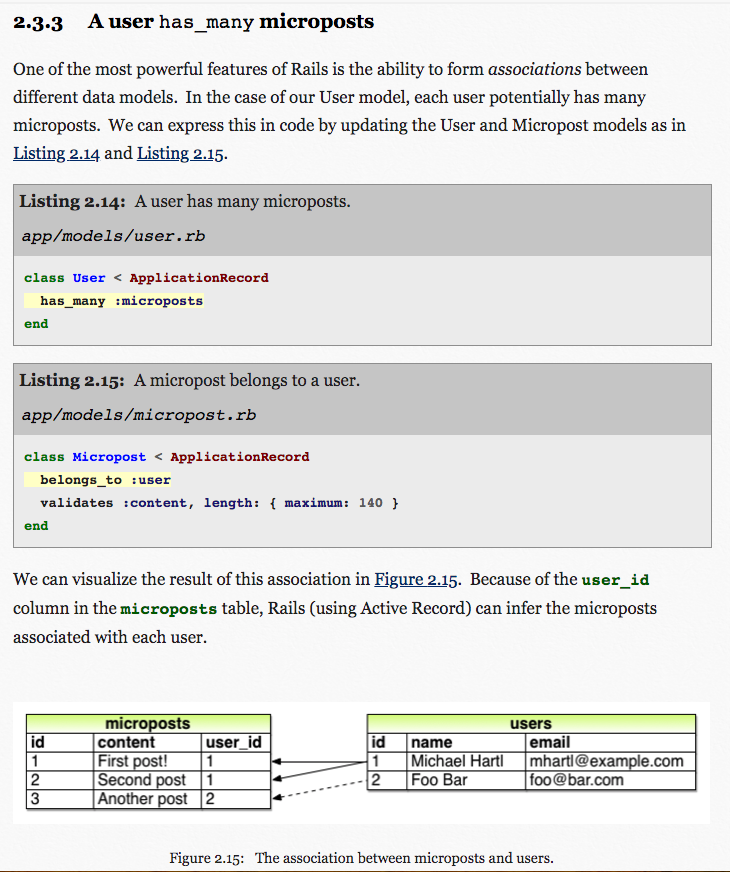 2.3.3 A user has_many microposts
One of the most powerful features of Rails is the ability to form associations between
different data models. In the case of our User model, each user potentially has many
microposts. We can express this in code by updating the User and Micropost models as in
Listing 2.14 and Listing 2.15.
Listing 2.14: A user has many microposts.
app/models/user.rb
class User < ApplicationRecord
  has_many :microposts
end
Listing 2.15: A micropost belongs to a user.
app/models/micropost.rb
class Micropost < ApplicationRecord
  belongs_to :user
  validates :content, length: { maximum: 140 }
end
We can visualize the result of this association in Figure 2.15. Because of the user_id
column in the microposts table, Rails (using Active Record) can infer the microposts
associated with each user.
microposts
id content user_id
1 First post! 1
2 Second post 1
3 Another post 2
users
id name email
1 Michael Hartl mhartl@example.com
2 Foo Bar foo@bar.com
Figure 2.15: The association between microposts and users.